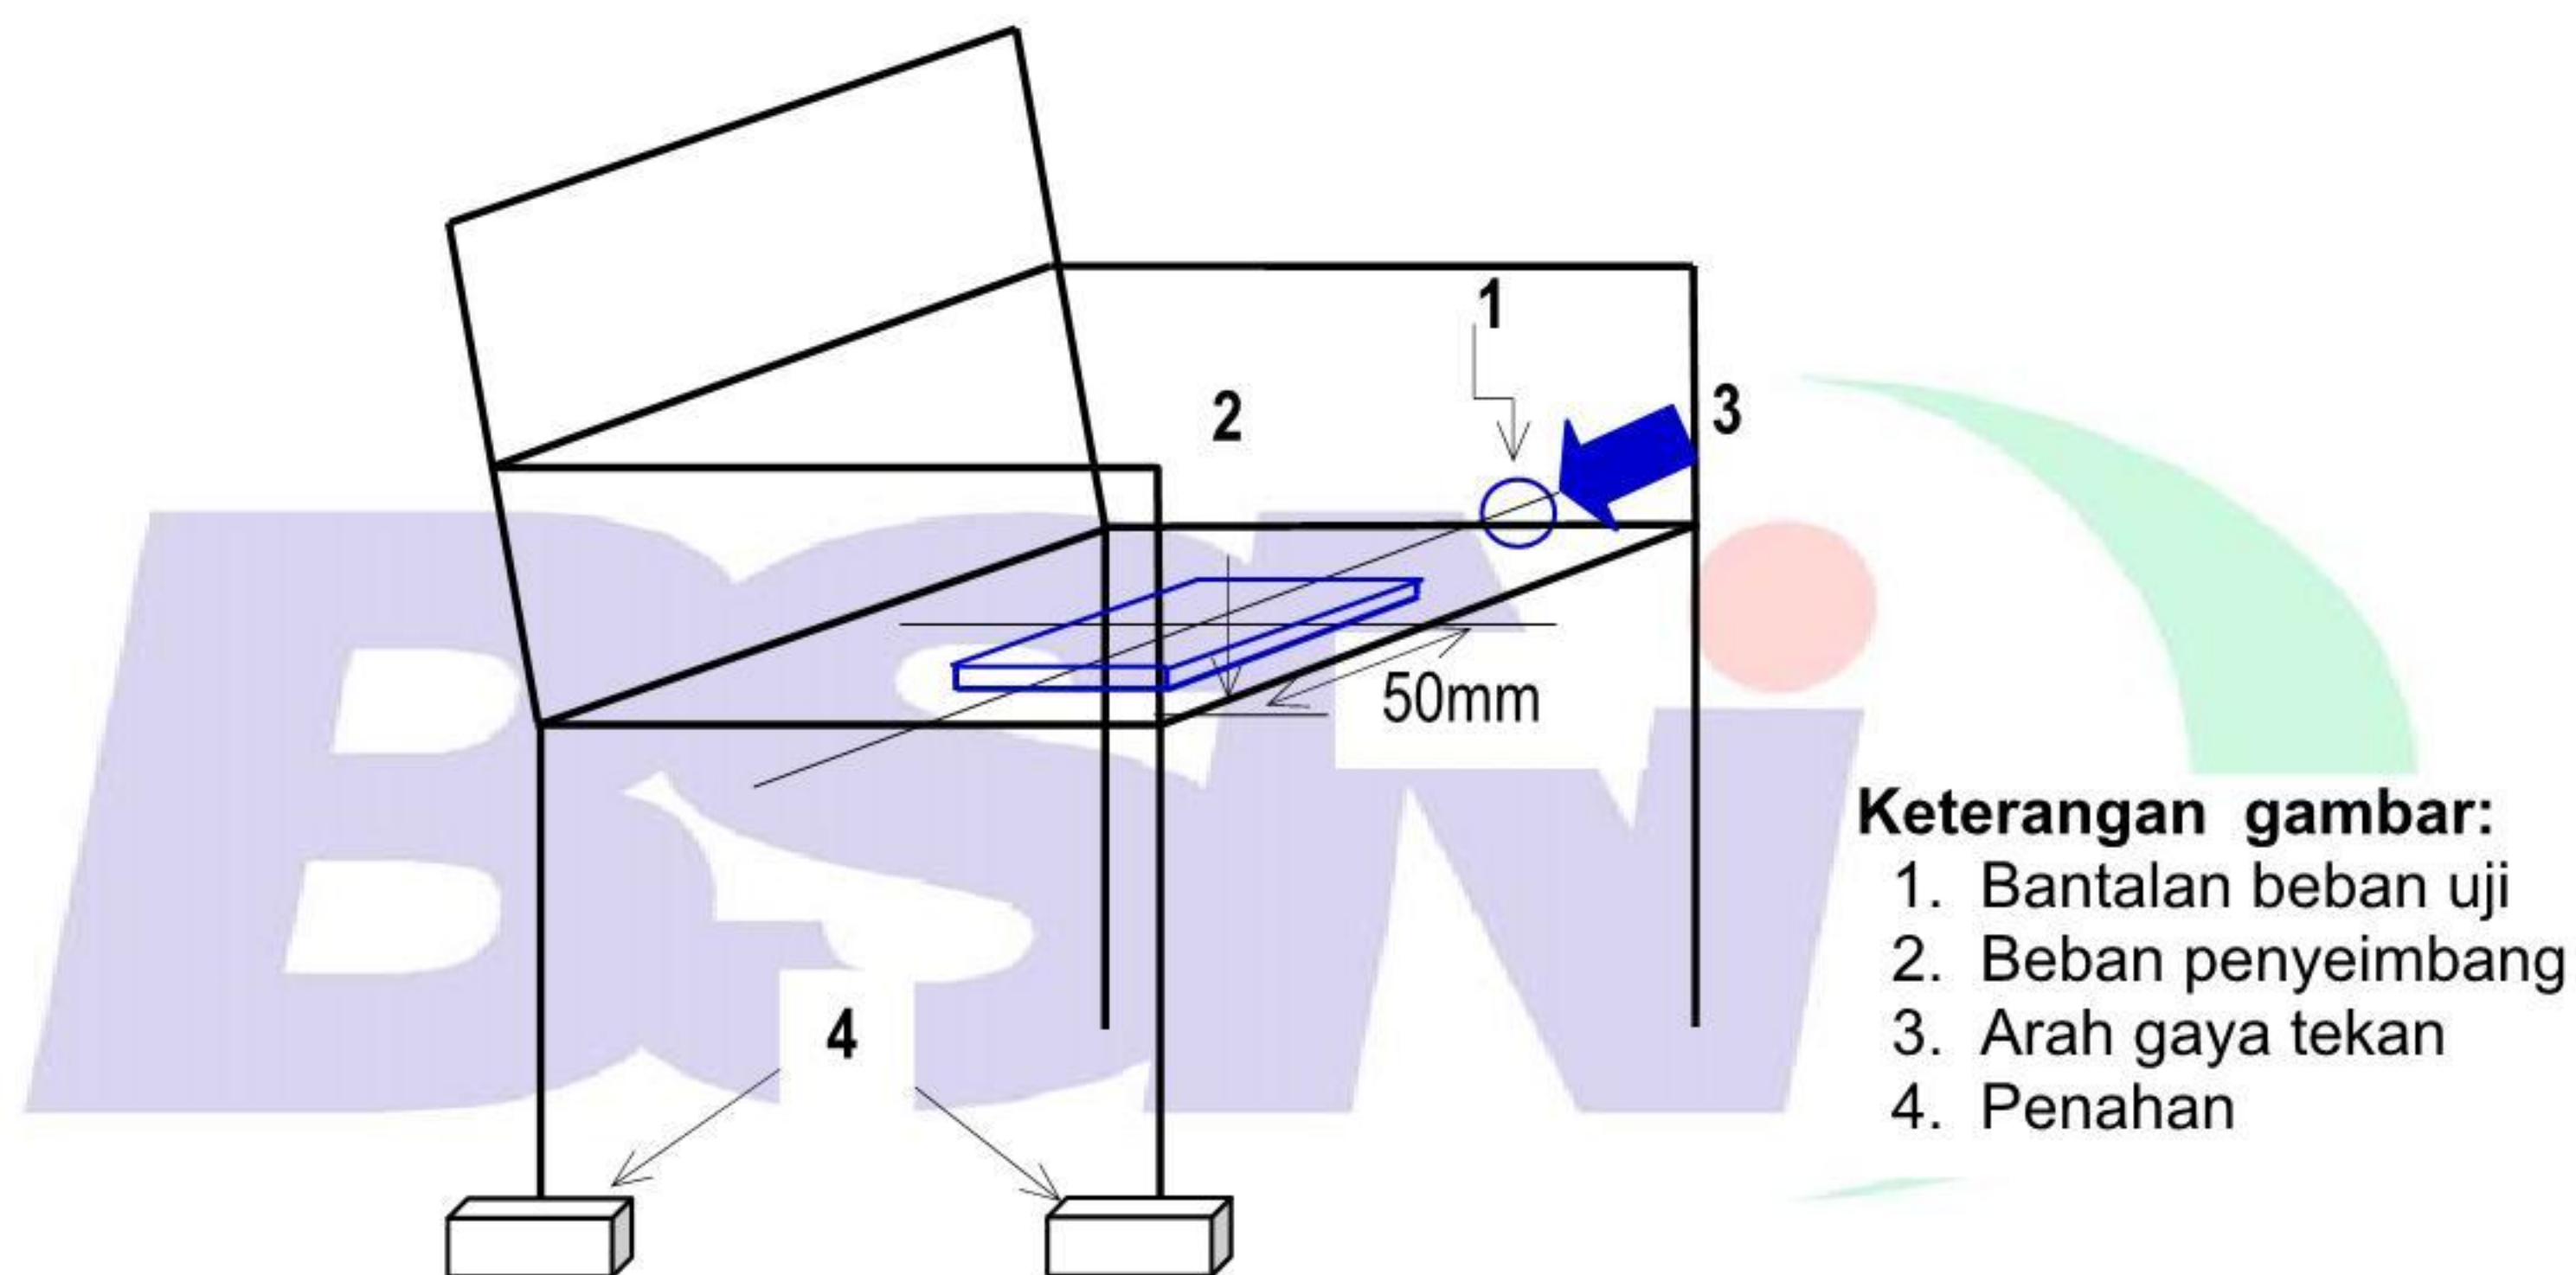 1
2
3
50mm
4
Keterangan gambar:
1. Bantalan beban uji
2. Beban penyeimbang
3. Arah gaya tekan
4. Penahan
BSN